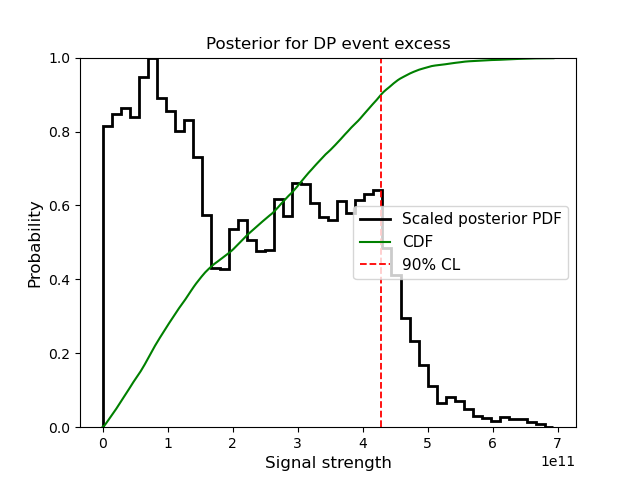 Posterior for DP event excess
Probability
1.0
0.8
0.6
0.4
0.2
0.0
Scaled posterior PDF
CDF
90% CL
0 1 2 3 4 5 6 7
1e11
Signal strength